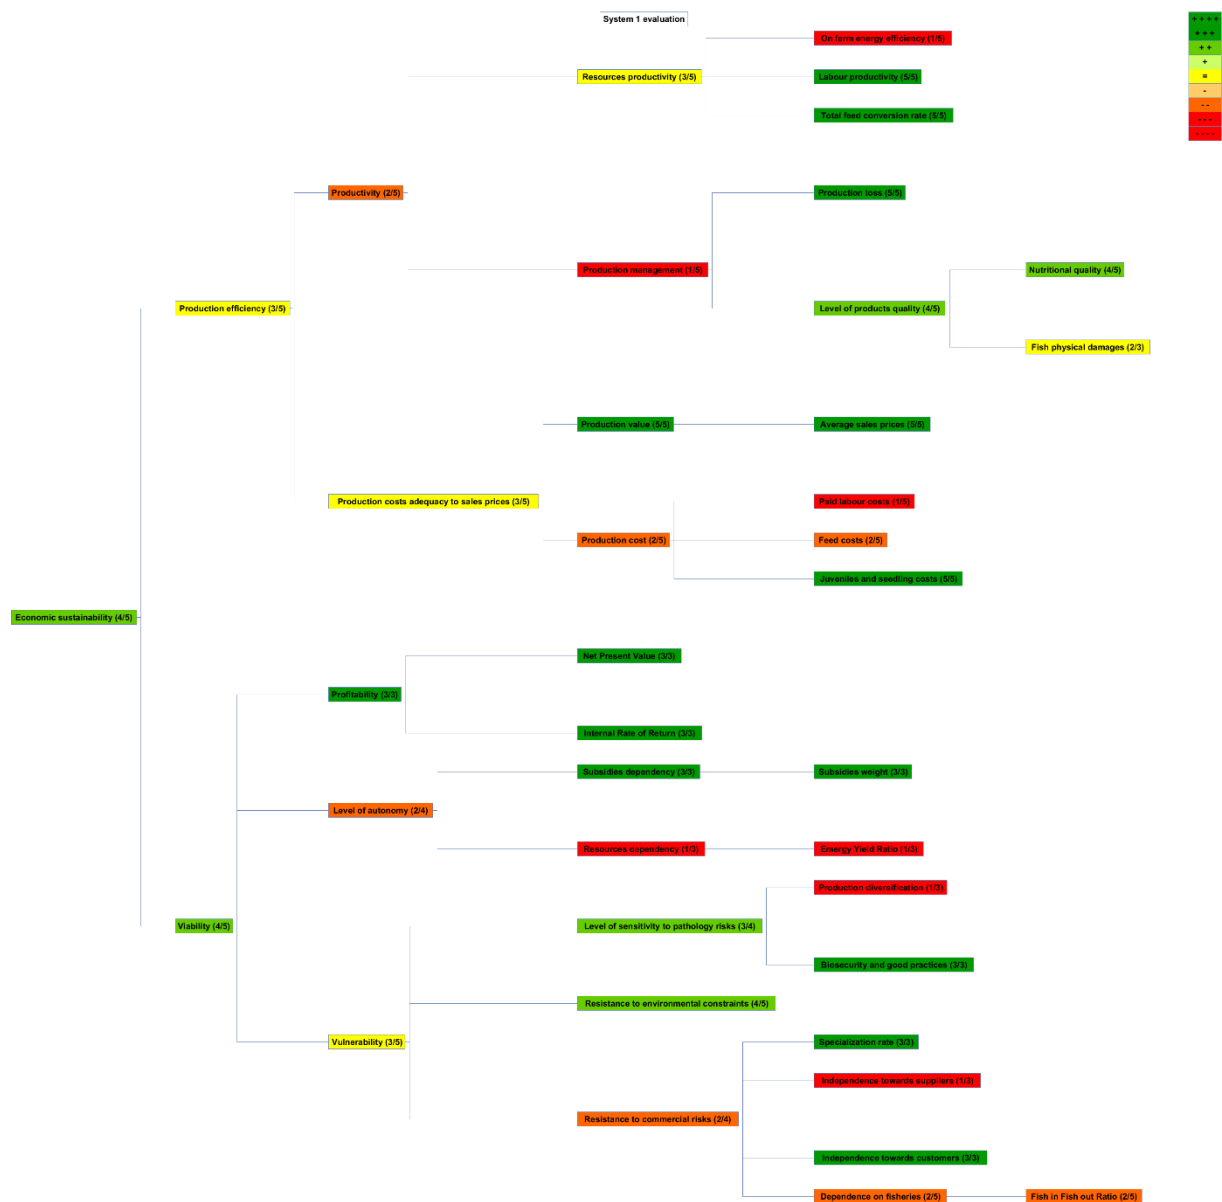 System 1 evaluation
++++
On farm energy efficiency (1/5)
+++
++
+
Resources productivity (3/5)
Labour productivity (5/5)
=
-
--
Total feed conversion rate (5/5)
---
----
Productivity (2/5)
Production loss (5/5)
Production management (1/5)
Nutritional quality (4/5)
Production efficiency (3/5)
Level of products quality (4/5)
Fish physical damages (2/3)
Production value (5/5)
Average sales prices (5/5)
Production costs adequacy to sales prices (3/5)
Paid labour costs (1/5)
Production cost (2/5)
Feed costs (2/5)
Juveniles and seedling costs (5/5)
Economic sustainability (4/5)
Net Present Value (3/3)
Profitability (3/3)
Internal Rate of Return (3/3)
Subsidies dependency (3/3)
Subsidies weight (3/3)
Level of autonomy (2/4)
Resources dependency (1/3)
Emergy Yield Ratio (1/3)
Production diversification (1/3)
Viability (4/5)
Level of sensitivity to pathology risks (3/4)
Biosecurity and good practices (3/3)
Resistance to environmental constraints (4/5)
Vulnerability (3/5)
Specialization rate (3/3)
Independence towards suppliers (1/3)
Resistance to commercial risks (2/4)
Independence towards customers (3/3)
Dependence on fisheries (2/5)
Fish in Fish out Ratio (2/5)